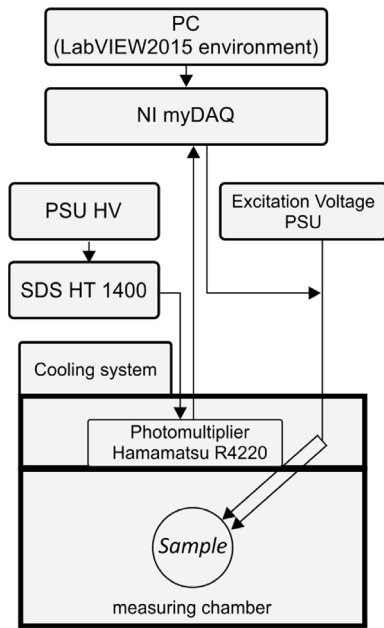 PC
(LabVIEW2015 environment)
NI myDAQ
PSU HV
Excitation Voltage
PSU
SDS HT 1400
Cooling system
Photomultiplier
Hamamatsu R4220
Sample
measuring chamber